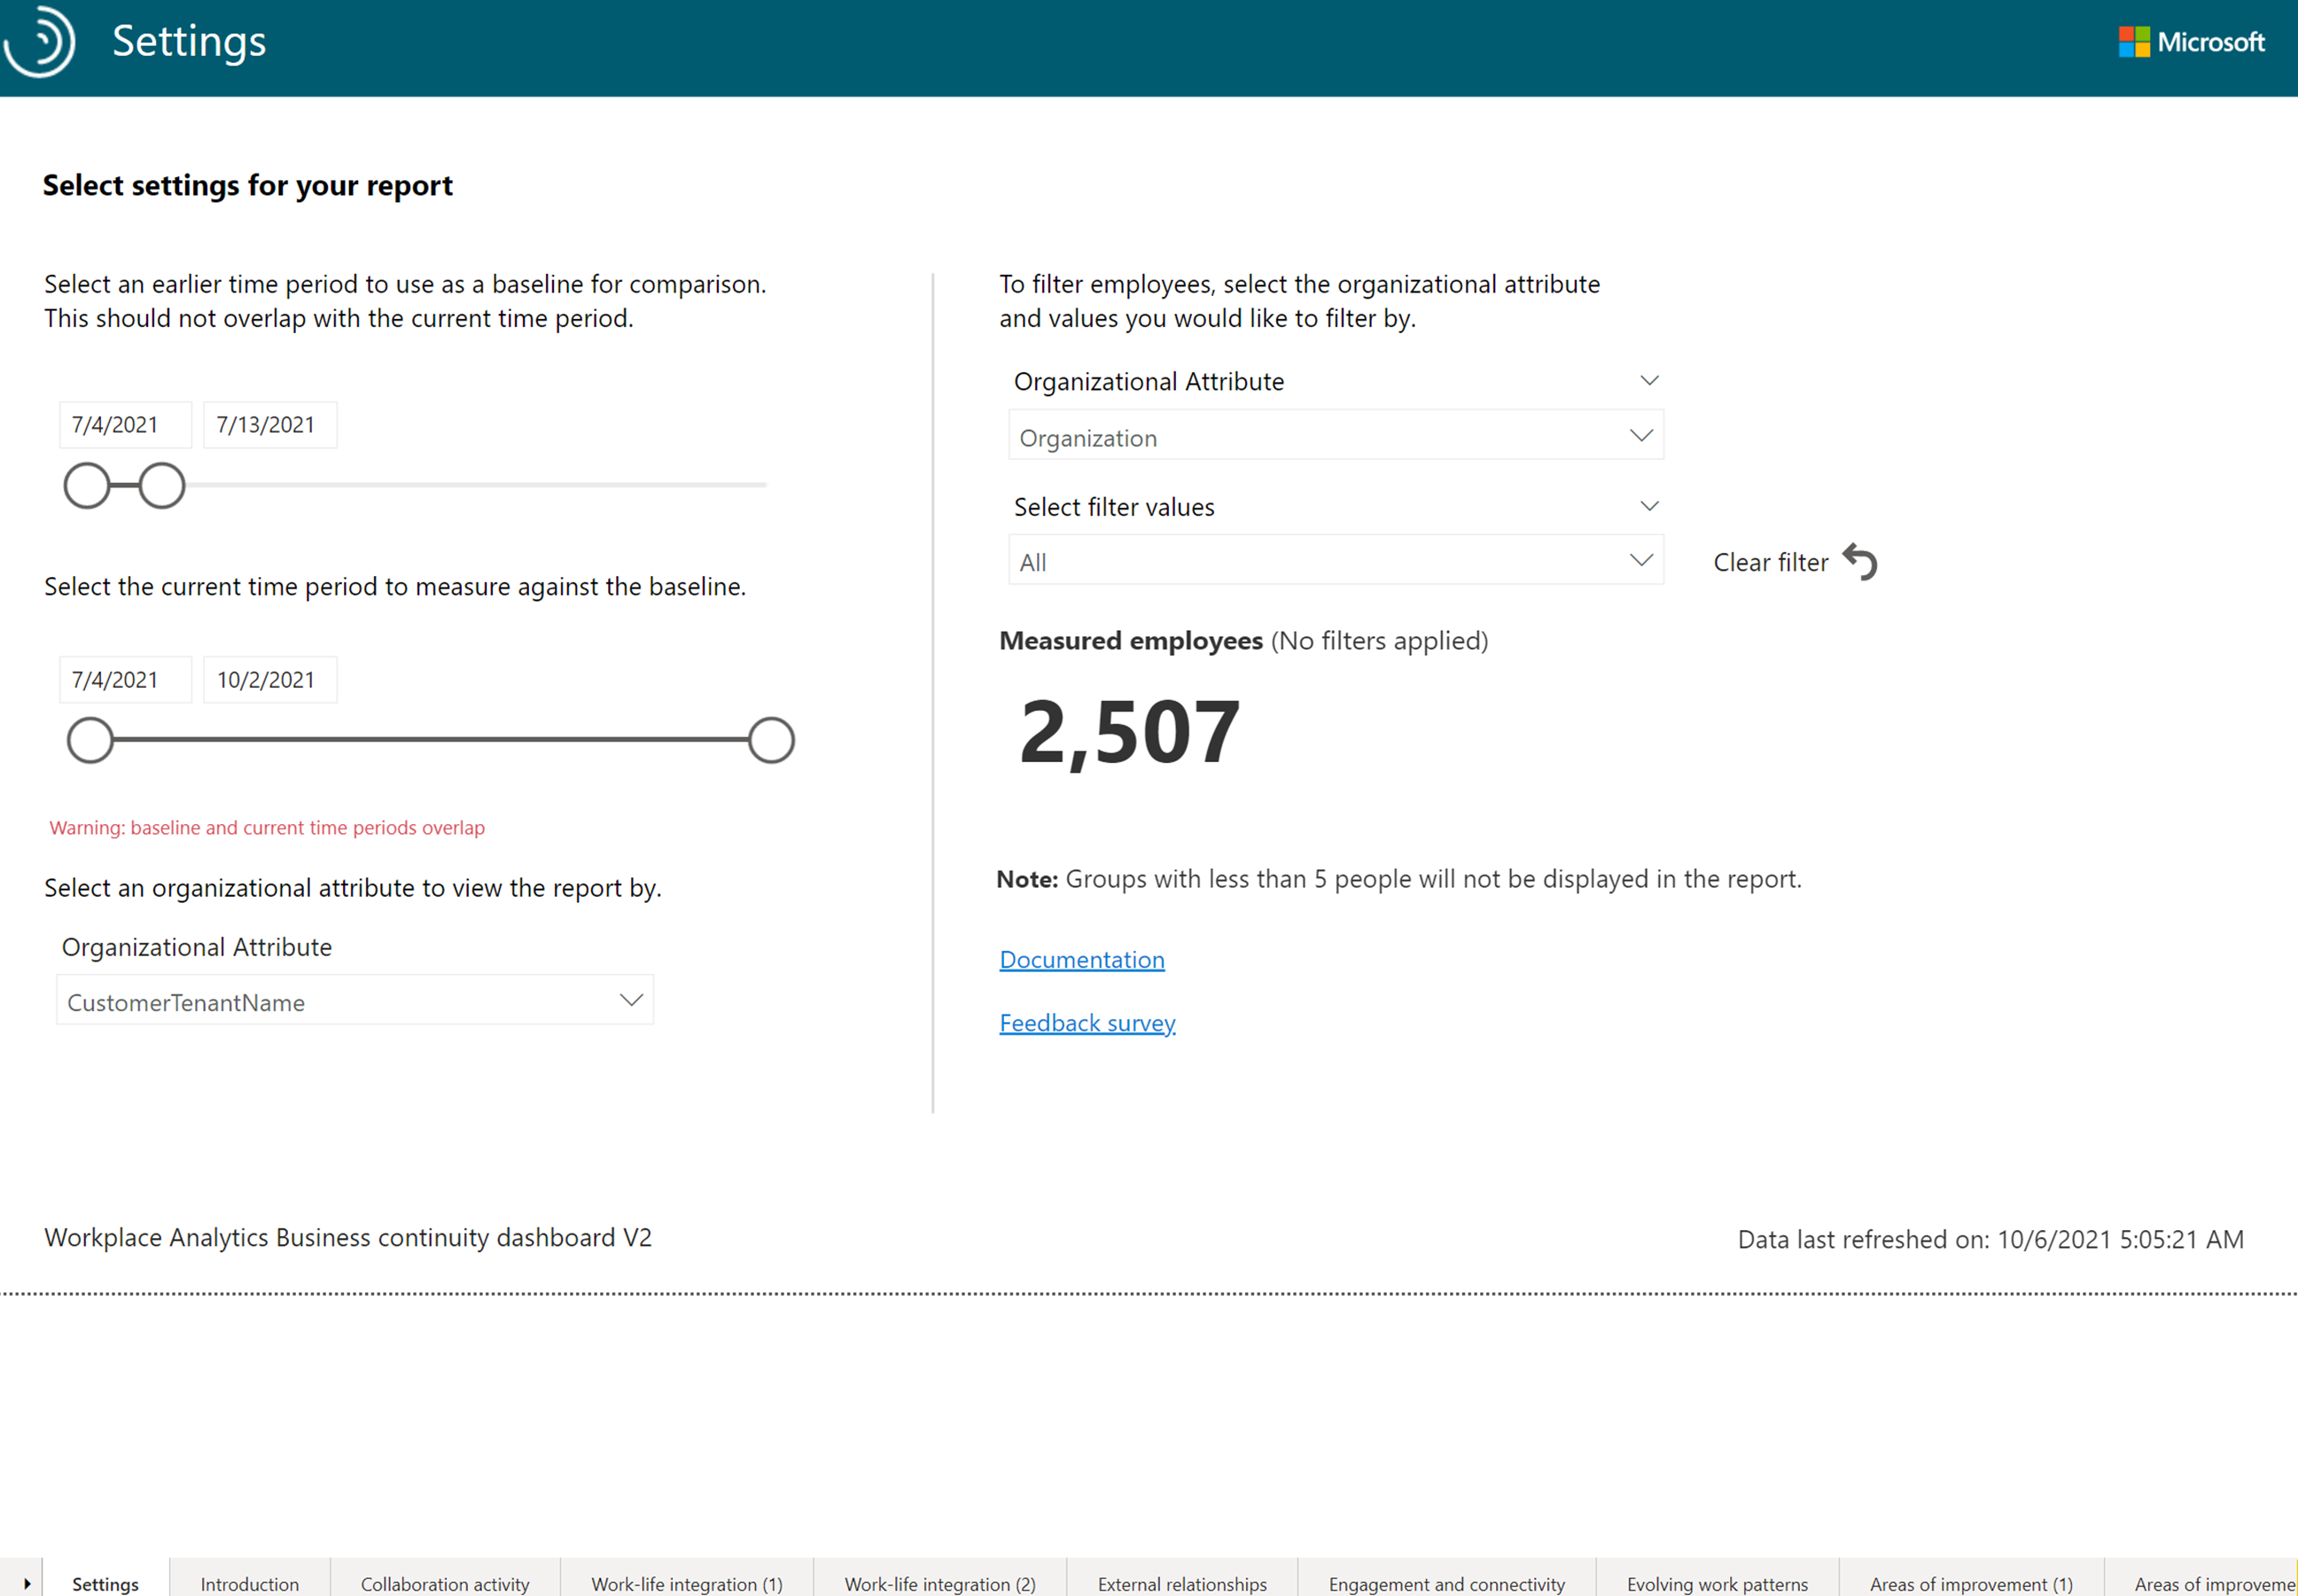 Settings
Microsoft
Select settings for your report
Select an earlier time period to use as a baseline for comparison.
This should not overlap with the current time period.
7/4/2021
7/13/2021
Select the current time period to measure against the baseline.
7/4/2021
10/2/2021
Warning: baseline and current time periods overlap
Select an organizational attribute to view the report by.
Organizational Attribute
CustomerTenantName
To filter employees, select the organizational attribute
and values you would like to filter by.
Organizational Attribute
Organization
Select filter values
All
Clear filter
Measured employees (No filters applied)
2,507
Note: Groups with less than 5 people will not be displayed in the report.
Documentation
Feedback survey
Workplace Analytics Business continuity dashboard V2
Data last refreshed on: 10/6/2021 5:05:21 AM
Settings
Introduction
Collaboration activity
Work-life integration (1)
Work-life integration (2)
External relationships
Engagement and connectivity
Evolving work patterns
Areas of improvement (1)
Areas of improveme